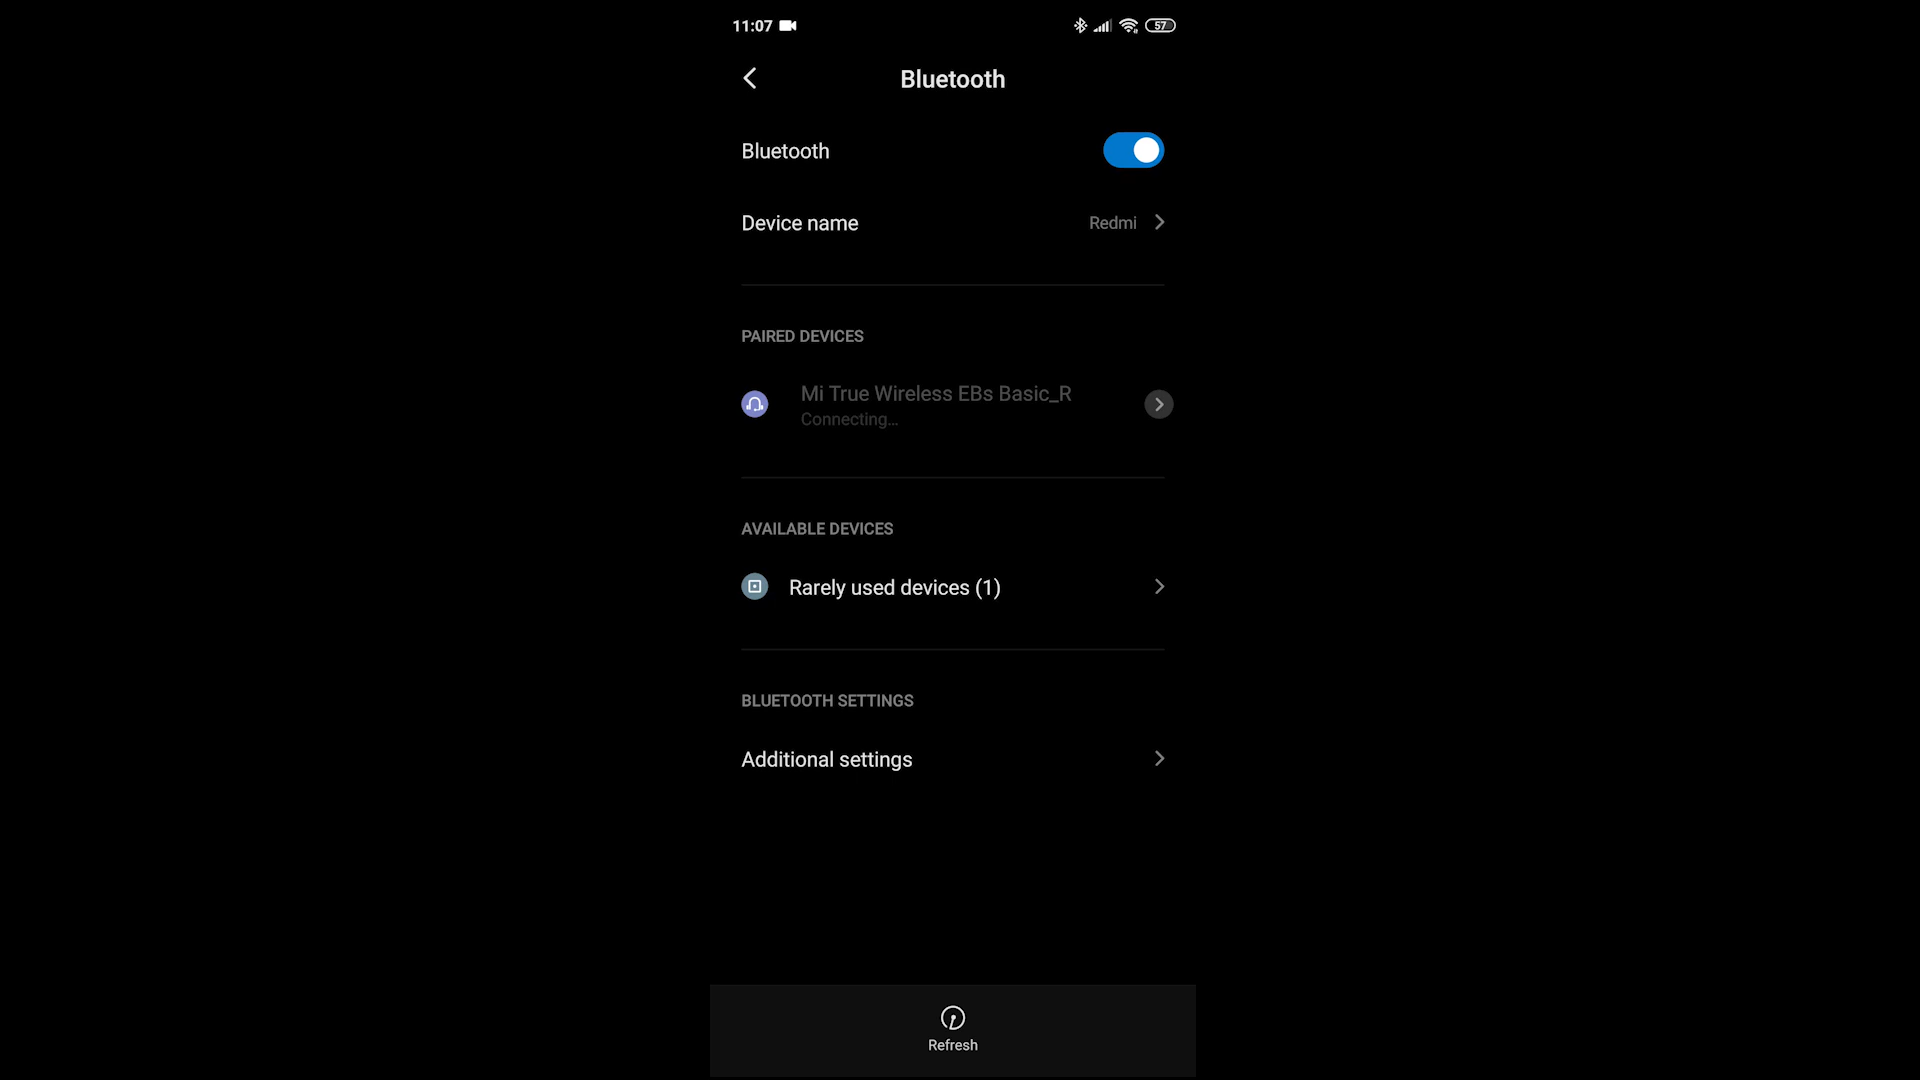 11:07
57
Bluetooth
Bluetooth
Device name
Redmi
PAIRED DEVICES
Mi True Wireless EBs Basic_R
Connecting...
AVAILABLE DEVICES
Rarely used devices (1)
BLUETOOTH SETTINGS
Additional settings
Refresh